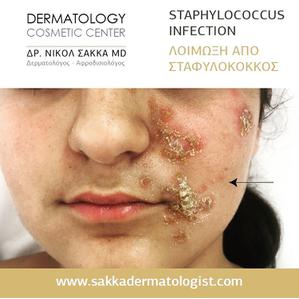 DERMATOLOGY
COSMETIC CENTER
ΔΡ. ΝΙΚΟΛ ΣΑΚΚΑ MD
Δερματολόγος - Αφροδισιολόγος
STAPHYLOCOCCUS
INFECTION
ΛΟΙΜΩΞΗ ΑΠΟ
ΣΤΑΦΥΛΟΚΟΚΚΟΣ
www.sakkadermatologist.com